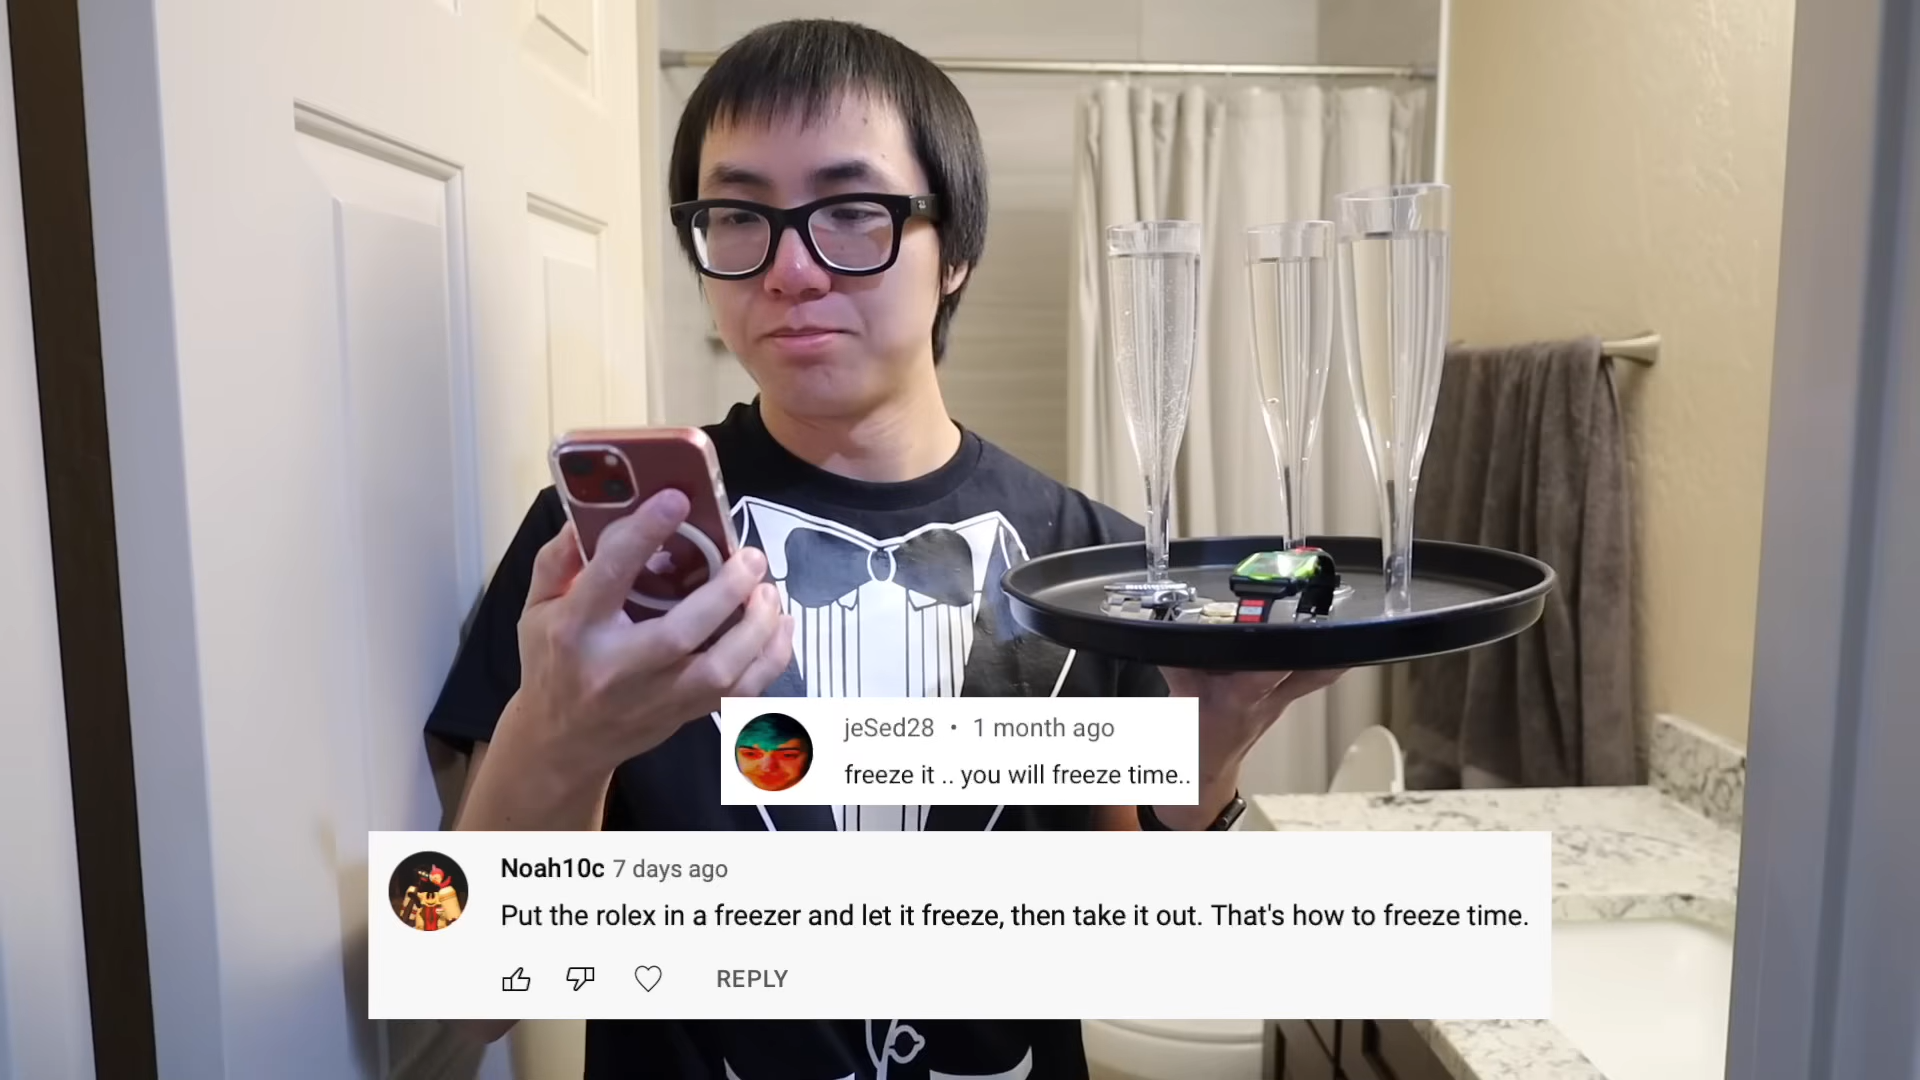 jeSed28 • 1 month ago
freeze it .. you will freeze time..
Noah10c 7 days ago
Put the rolex in a freezer and let it freeze, then take it out. That's how to freeze time.
REPLY